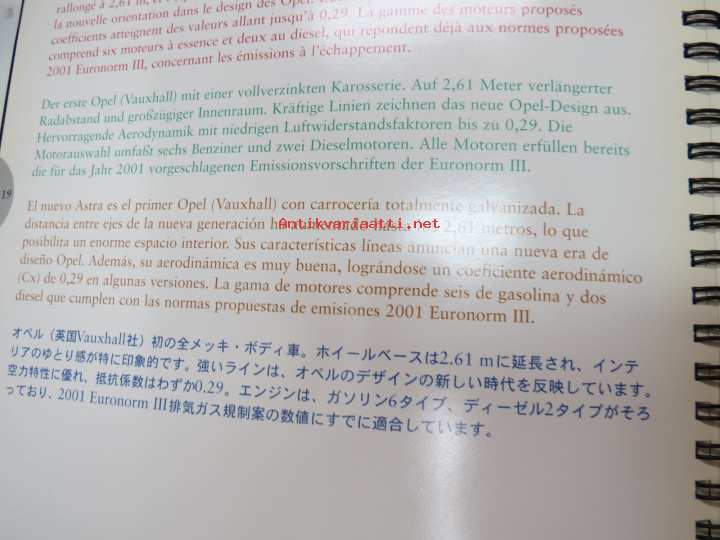 rallongé à 2,61 m,
la nouvelle orientation dans le design des Opel.
coefficients atteignent des valeurs allant jusqu'à 0,29. La gamme des moteurs proposés
comprend six moteurs à essence et deux au diesel, qui répondent déjà aux normes proposées
2001 Euronorm III, concernant les émissions à l'échappement.
Der erste Opel (Vauxhall) mit einer vollverzinkten Karosserie. Auf 2,61 Meter verlängerter
Radabstand und großzügiger Innenraum. Kräftige Linien zeichnen das neue Opel-Design aus.
Hervorragende Aerodynamik mit niedrigen Luftwiderstandsfaktoren bis zu 0,29. Die
Motorauswahl umfaßt sechs Benziner und zwei Dieselmotoren. Alle Motoren erfüllen bereits
die für das Jahr 2001 vorgeschlagenen Emissionsvorschriften der Euronorm III.
19
El nuevo Astra es el primer Opel (Vauxhall) con carrocería totalmente galvanizada. La
distancia entre ejes de la nueva generación 2,61 metros, lo que
Antikvariaatti.net
posibilita un enorme espacio interior. Sus características líneas anuncian una nueva era de
diseño Opel. Además, su aerodinámica es muy buena, lográndose un coeficiente aerodinámico
(Cx) de 0,29 en algunas versiones. La gama de motores comprende seis de gasolina y dos
diesel que cumplen con las normas propuestas de emisiones 2001 Euronorm III.
オペル（英国Vauxhall社）初の全メッキ・ボディ車。ホイールベースは2.61 mに延長され、インテ
リアのゆとり感が特に印象的です。強いラインは、オペルのデザインの新しい時代を反映しています。
空力特性に優れ、抵抗係数はわずか0.29。エンジンは、ガソリン6タイプ、ディーゼル2タイプがそろ
っており、2001 Euronorm III排気ガス規制案の数値にすでに適合しています。